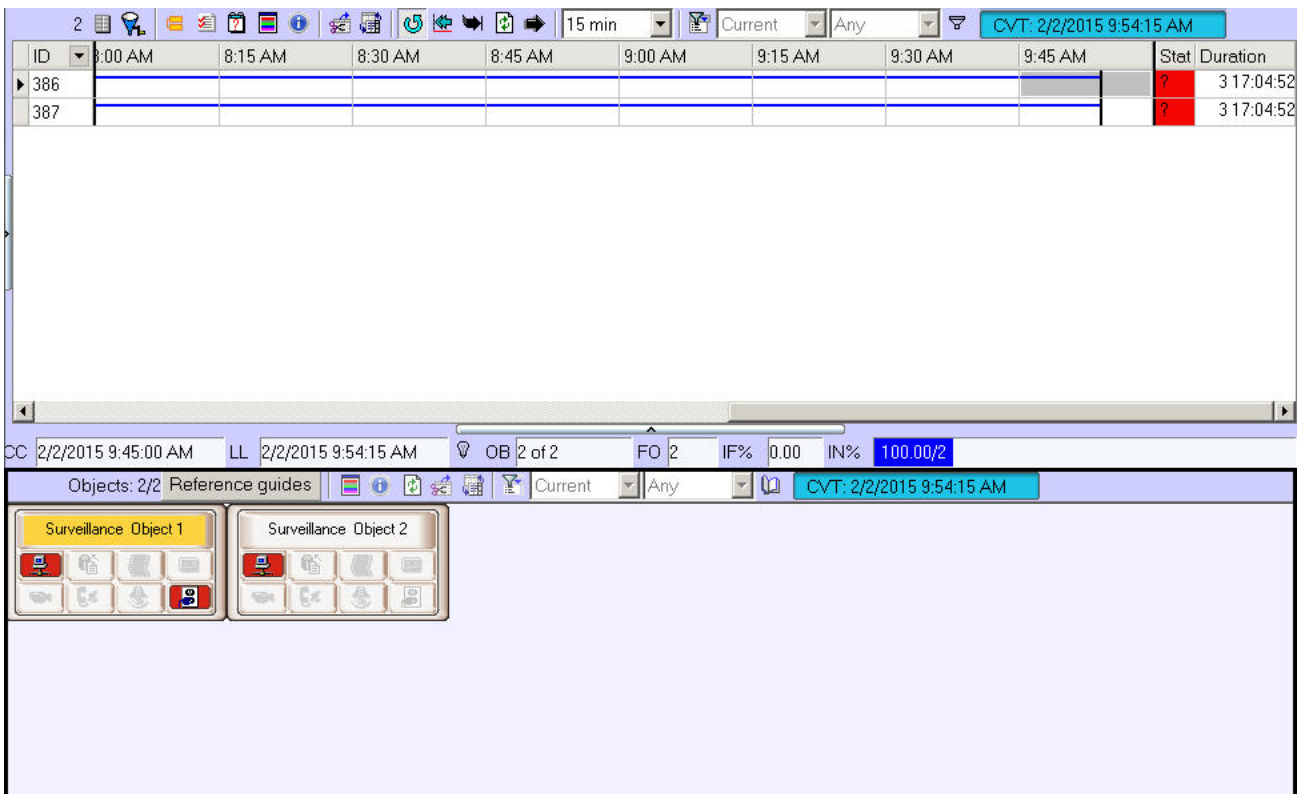 2 15 min Current Any CVT: 2/2/2015 9:54:15 AM
ID 8:00 AM 8:15 AM 8:30 AM 8:45 AM 9:00 AM 9:15 AM 9:30 AM 9:45 AM Stat Duration
386 ? 3 17:04:52
387 ? 3 17:04:52
CC 2/2/2015 9:45:00 AM LL 2/2/2015 9:54:15 AM OB 2 of 2 FO 2 IF% 0.00 IN% 100.00/2
Objects: 2/2 Reference guides Current Any CVT: 2/2/2015 9:54:15 AM
Surveillance Object 1 Surveillance Object 2